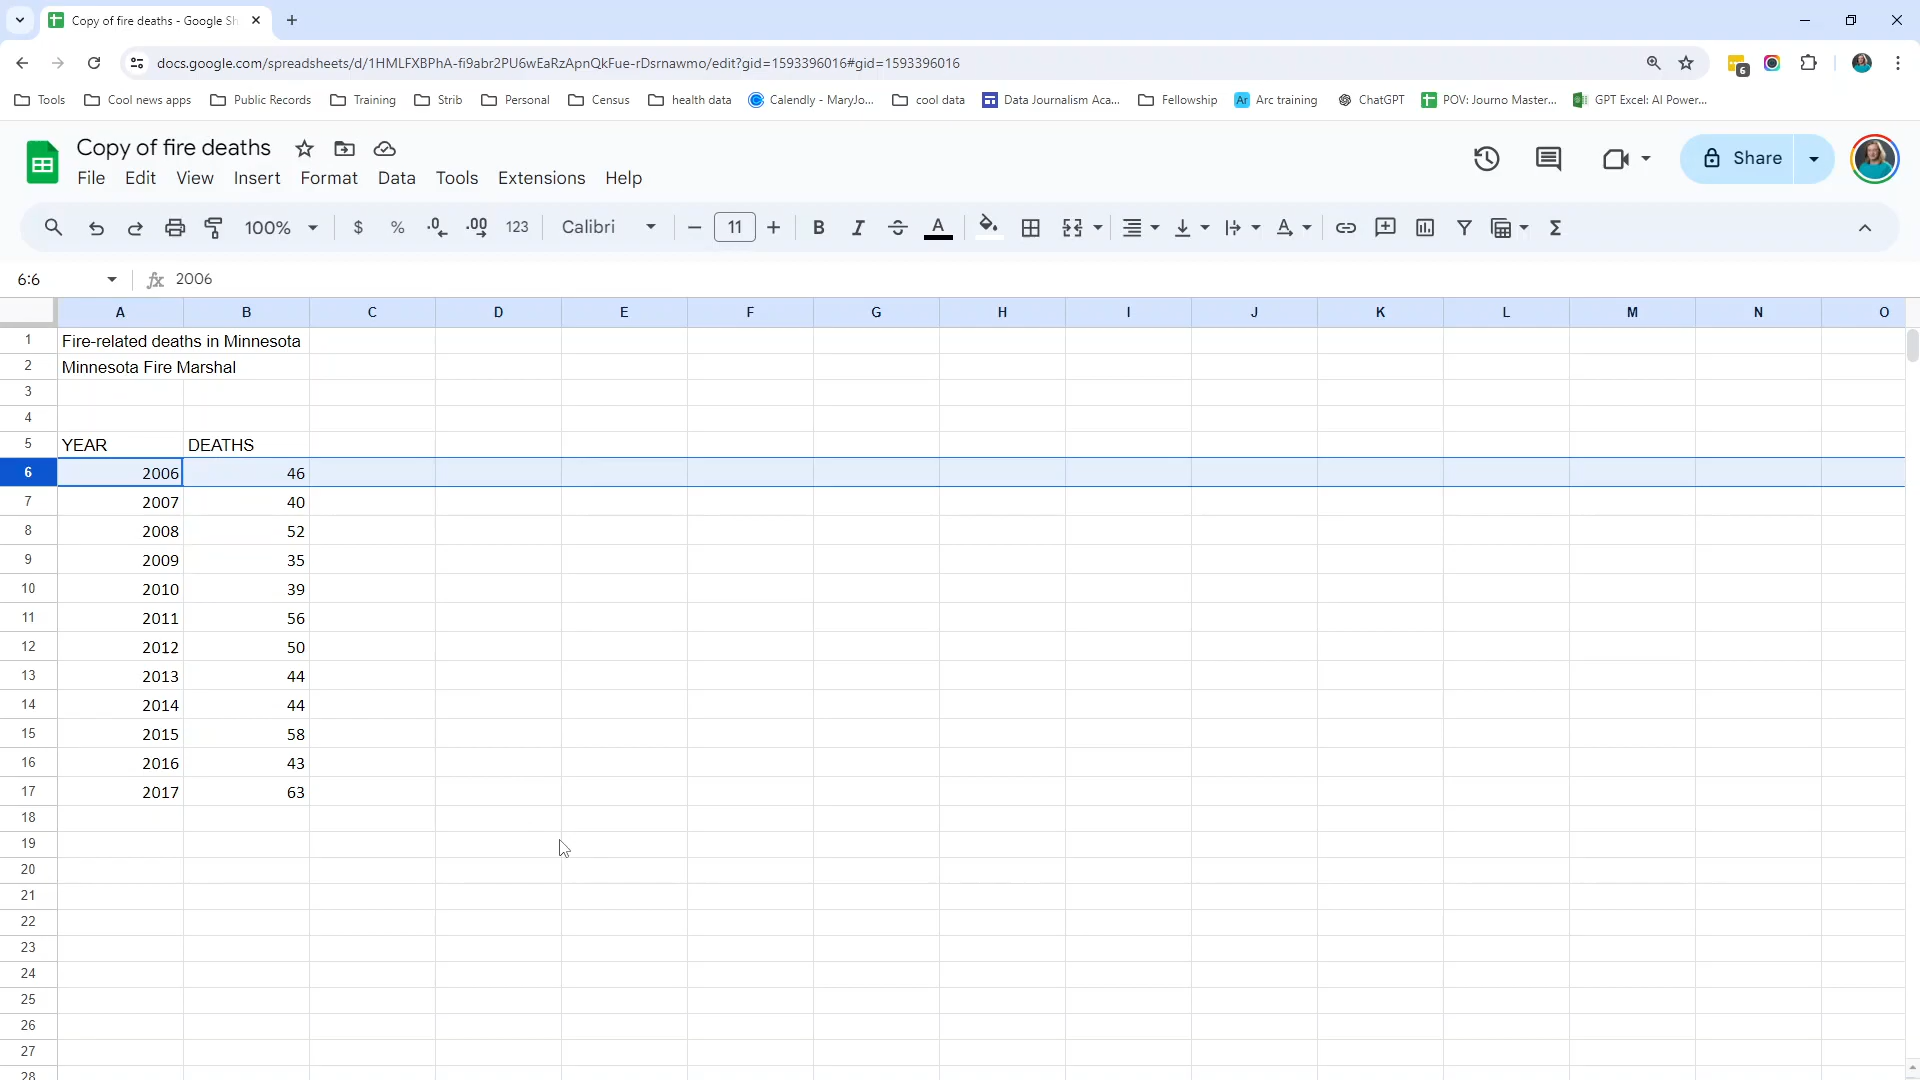 Copy of fire deaths - Google Sh
docs.google.com/spreadsheets/d/1HMLFXBPhA-fi9abr2PU6wEaRzApnQkFue-rDsrnawmo/edit?gid=1593396016#gid=1593396016
6
Tools Cool news apps Public Records Training Strib Personal Census health data Calendly - MaryJo... cool data Data Journalism Aca... Fellowship Ar Arc training ChatGPT POV: Journo Master... GPT Excel: AI Power...
Copy of fire deaths
File Edit View Insert Format Data Tools Extensions Help
Share
100% $ % .0 .00 123 Calibri 11 B I S A A Σ
6:6 fx 2006
A B C D E F G H I J K L M N O
1 Fire-related deaths in Minnesota
2 Minnesota Fire Marshal
3
4
5 YEAR DEATHS
6 2006 46
7 2007 40
8 2008 52
9 2009 35
10 2010 39
11 2011 56
12 2012 50
13 2013 44
14 2014 44
15 2015 58
16 2016 43
17 2017 63
18
19
20
21
22
23
24
25
26
27
28